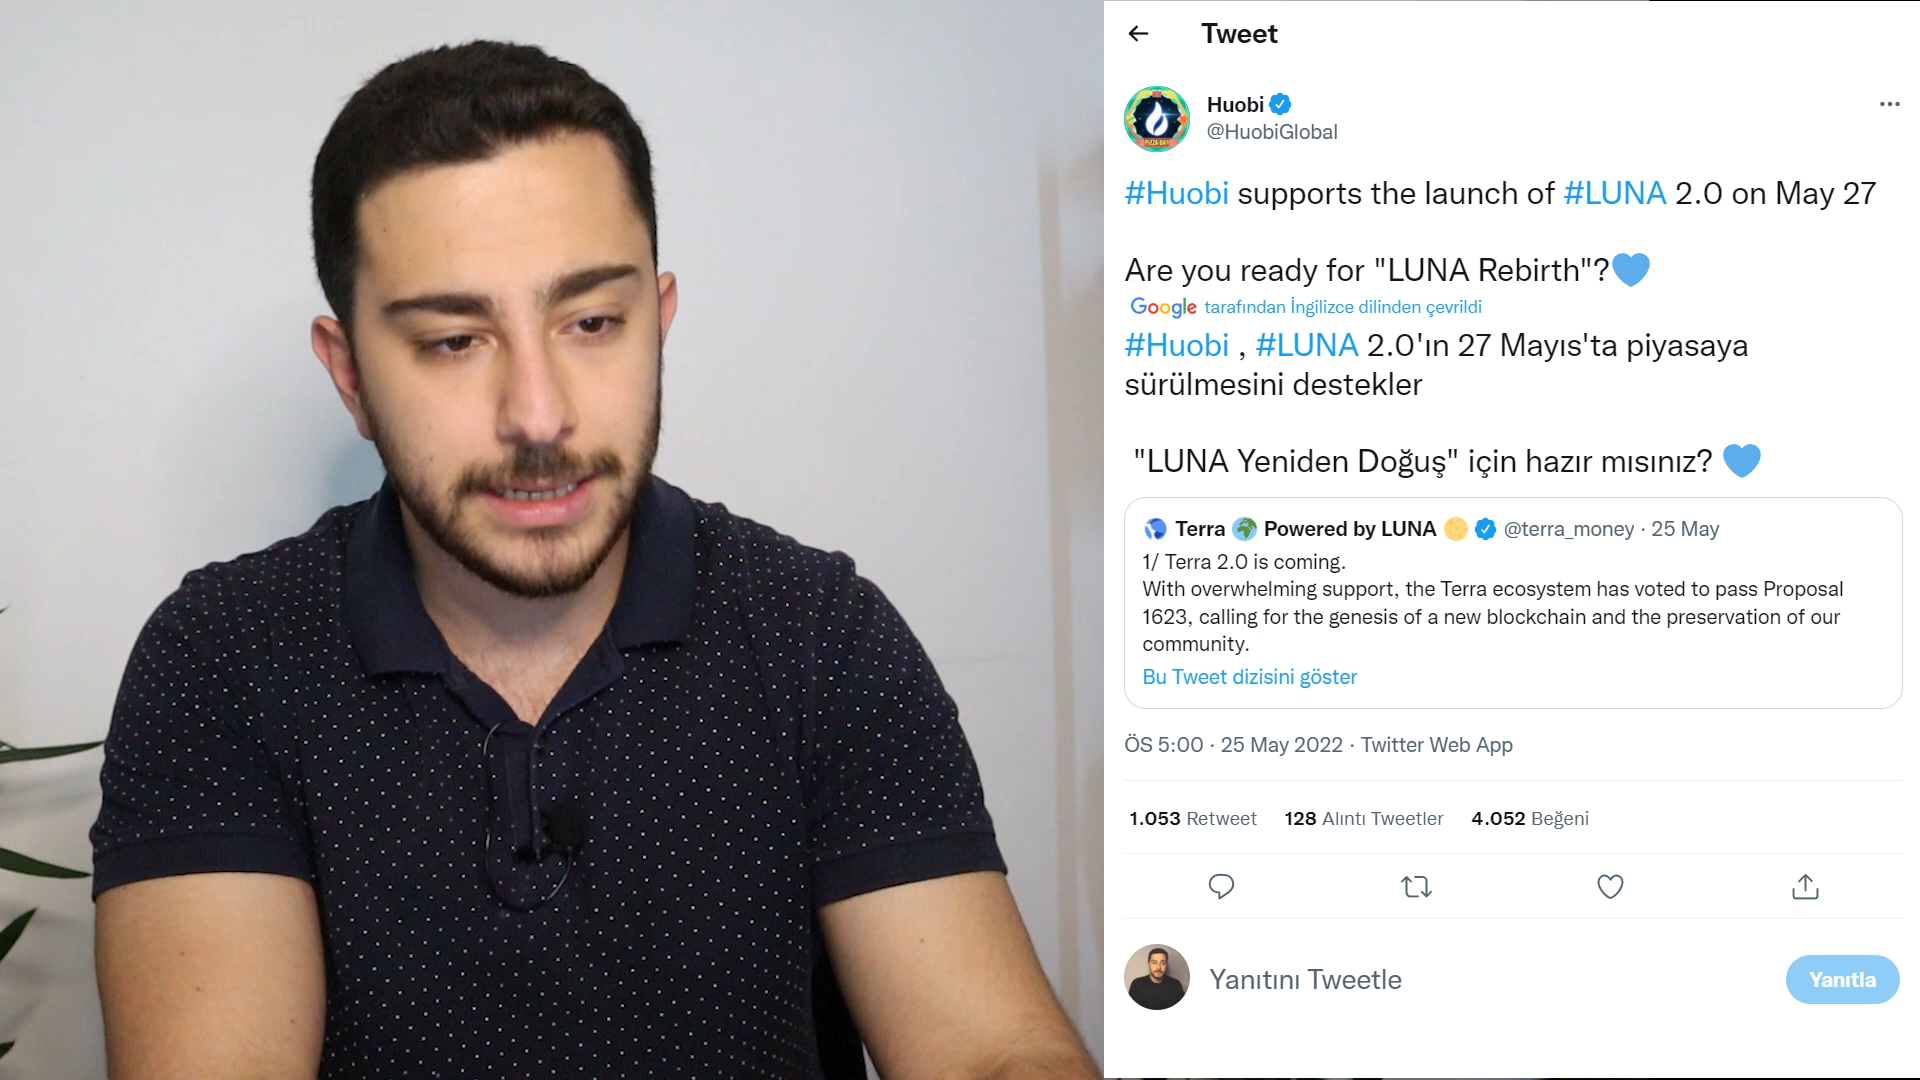 Tweet
Huobi
@HuobiGlobal
#Huobi supports the launch of #LUNA 2.0 on May 27
Are you ready for "LUNA Rebirth"?💙
Google tarafından İngilizce dilinden çevrildi
#Huobi , #LUNA 2.0'ın 27 Mayıs'ta piyasaya
sürülmesini destekler
"LUNA Yeniden Doğuş" için hazır mısınız? 💙
Terra 🌍 Powered by LUNA 🌕 @terra_money · 25 May
1/ Terra 2.0 is coming.
With overwhelming support, the Terra ecosystem has voted to pass Proposal
1623, calling for the genesis of a new blockchain and the preservation of our
community.
Bu Tweet dizisini göster
ÖS 5:00 · 25 May 2022 · Twitter Web App
1.053 Retweet 128 Alıntı Tweetler 4.052 Beğeni
Yanıtını Tweetle
Yanıtla
PIZZA DAY